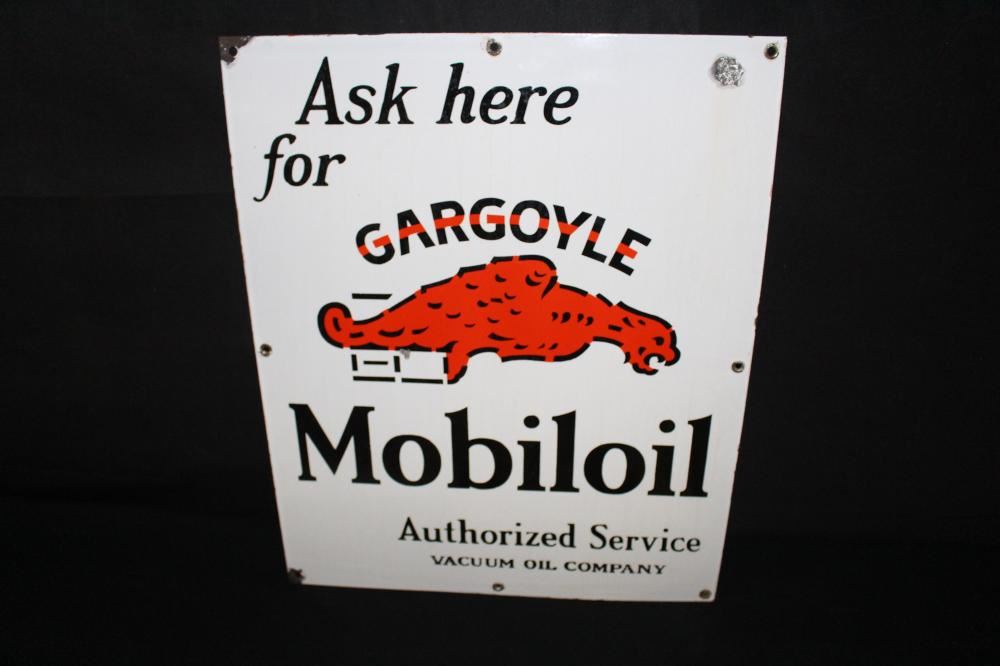 Ask here
for
GARGOYLE
Mobiloil
Authorized Service
VACUUM OIL COMPANY